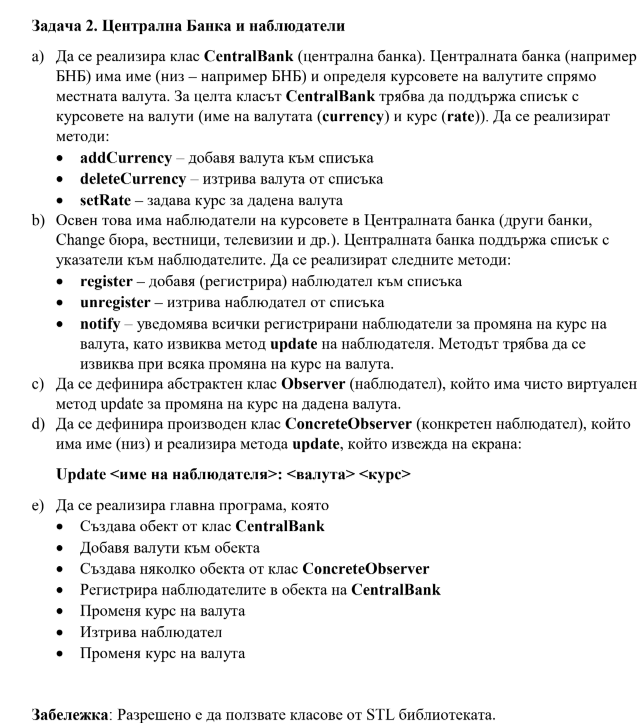 Задача 2. Централна Банка и наблюдатели
a) Да се реализира клас CentralBank (централна банка). Централната банка (например
БНБ) има име (низ – например БНБ) и определя курсовете на валутите спрямо
местната валута. За целта класът CentralBank трябва да поддържа списък с
курсовете на валути (име на валутата (currency) и курс (rate)). Да се реализират
методи:
• addCurrency – добавя валута към списъка
• deleteCurrency – изтрива валута от списъка
• setRate – задава курс за дадена валута
b) Освен това има наблюдатели на курсовете в Централната банка (други банки,
Change бюра, вестници, телевизии и др.). Централната банка поддържа списък с
указатели към наблюдателите. Да се реализират следните методи:
• register – добавя (регистрира) наблюдател към списъка
• unregister – изтрива наблюдател от списъка
• notify – уведомява всички регистрирани наблюдатели за промяна на курс на
валута, като извиква метод update на наблюдателя. Методът трябва да се
извиква при всяка промяна на курс на валута.
c) Да се дефинира абстрактен клас Observer (наблюдател), който има чисто виртуален
метод update за промяна на курс на дадена валута.
d) Да се дефинира производен клас ConcreteObserver (конкретен наблюдател), който
има име (низ) и реализира метода update, който извежда на екрана:
Update <име на наблюдателя>: <валута> <курс>
e) Да се реализира главна програма, която
• Създава обект от клас CentralBank
• Добавя валути към обекта
• Създава няколко обекта от клас ConcreteObserver
• Регистрира наблюдателите в обекта на CentralBank
• Променя курс на валута
• Изтрива наблюдател
• Променя курс на валута
Забележка: Разрешено е да ползвате класове от STL библиотеката.